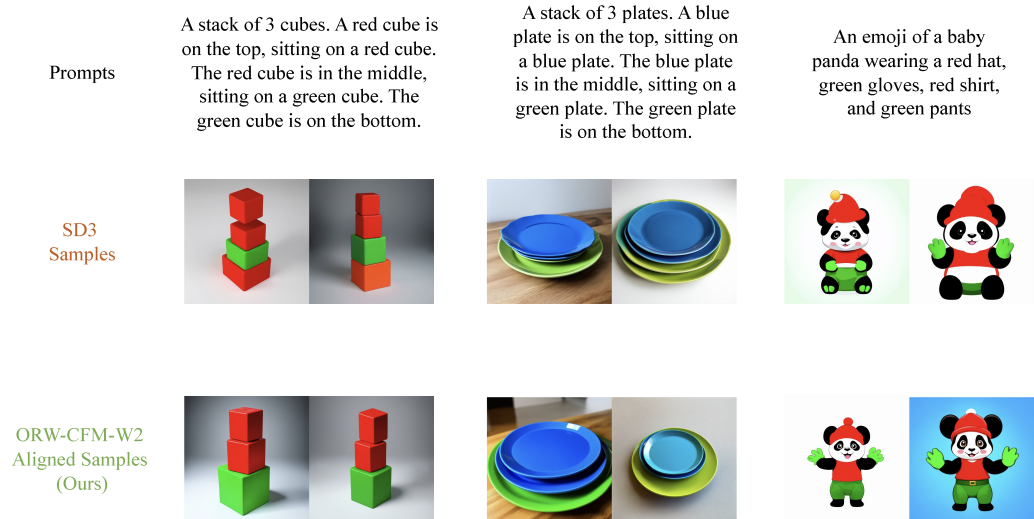 Prompts
A stack of 3 cubes. A red cube is
on the top, sitting on a red cube.
The red cube is in the middle,
sitting on a green cube. The
green cube is on the bottom.
A stack of 3 plates. A blue
plate is on the top, sitting on
a blue plate. The blue plate
is in the middle, sitting on a
green plate. The green plate
is on the bottom.
An emoji of a baby
panda wearing a red hat,
green gloves, red shirt,
and green pants
SD3
Samples
ORW-CFM-W2
Aligned Samples
(Ours)